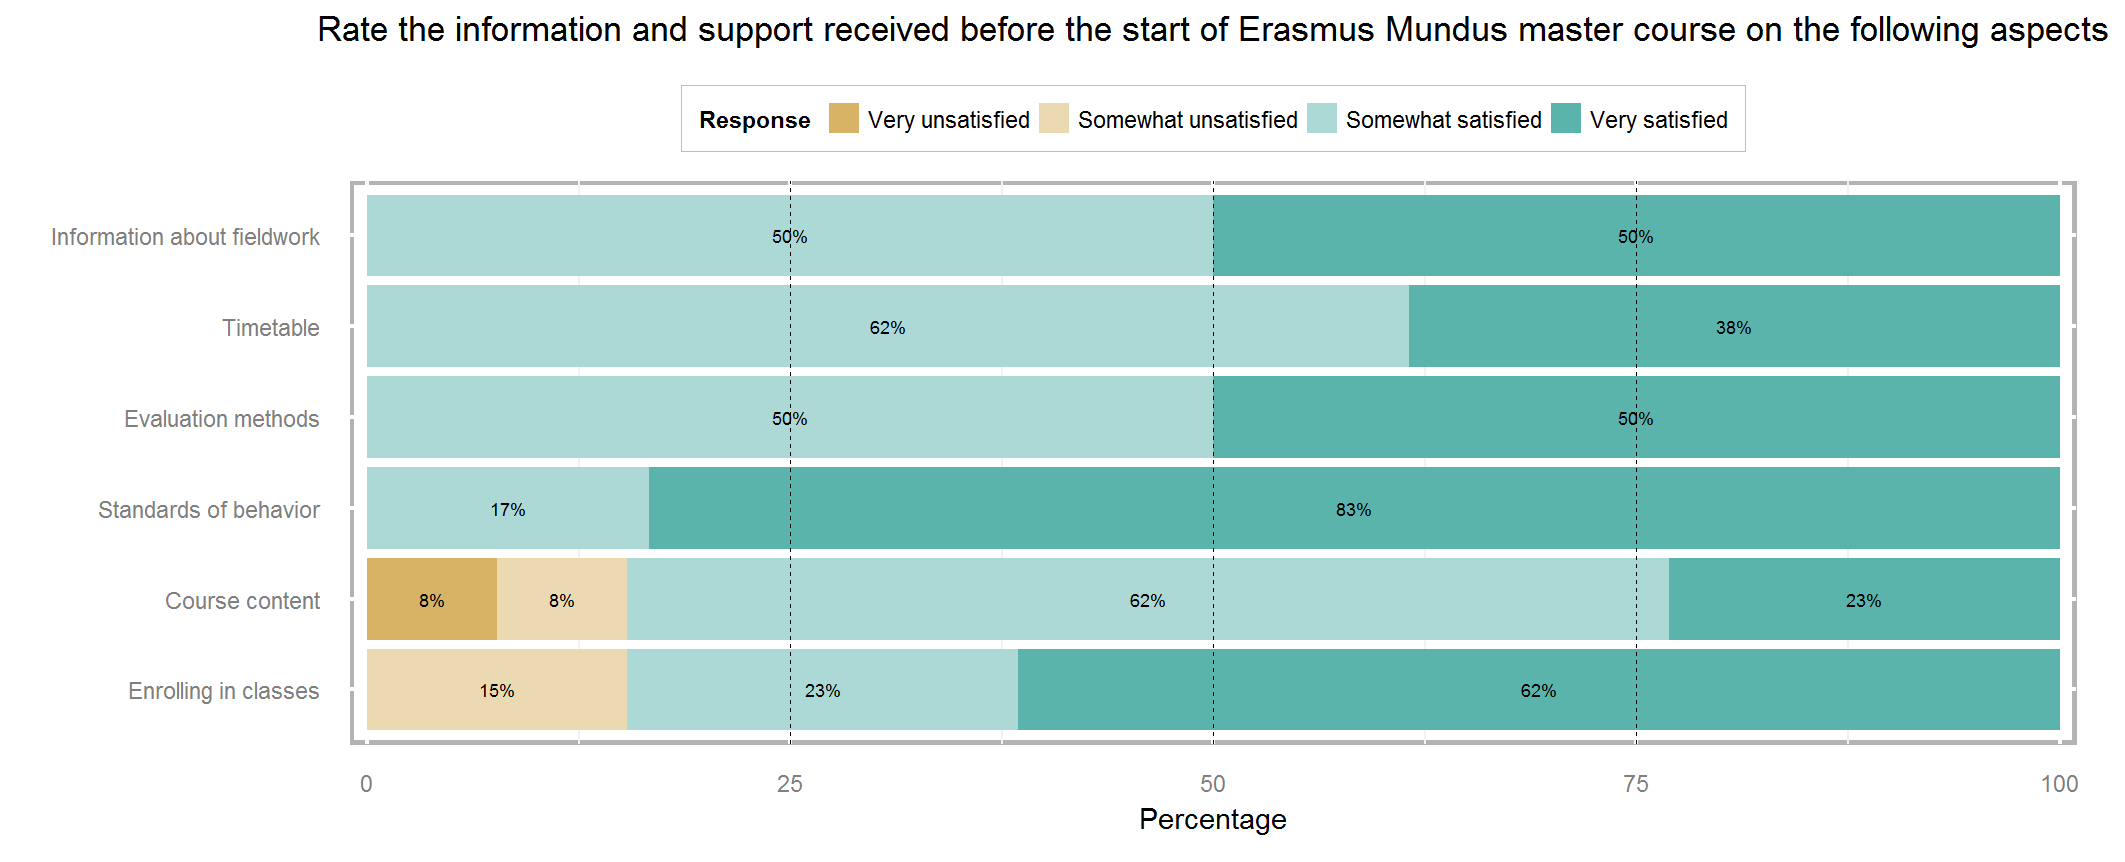 Rate the information and support received before the start of Erasmus Mundus master course on the following aspects
Response Very unsatisfied Somewhat unsatisfied Somewhat satisfied Very satisfied
Information about fieldwork 50% 50%
Timetable 62% 38%
Evaluation methods 50% 50%
Standards of behavior 17% 83%
Course content 8% 8% 62% 23%
Enrolling in classes 15% 23% 62%
0 25 50 75 100
Percentage